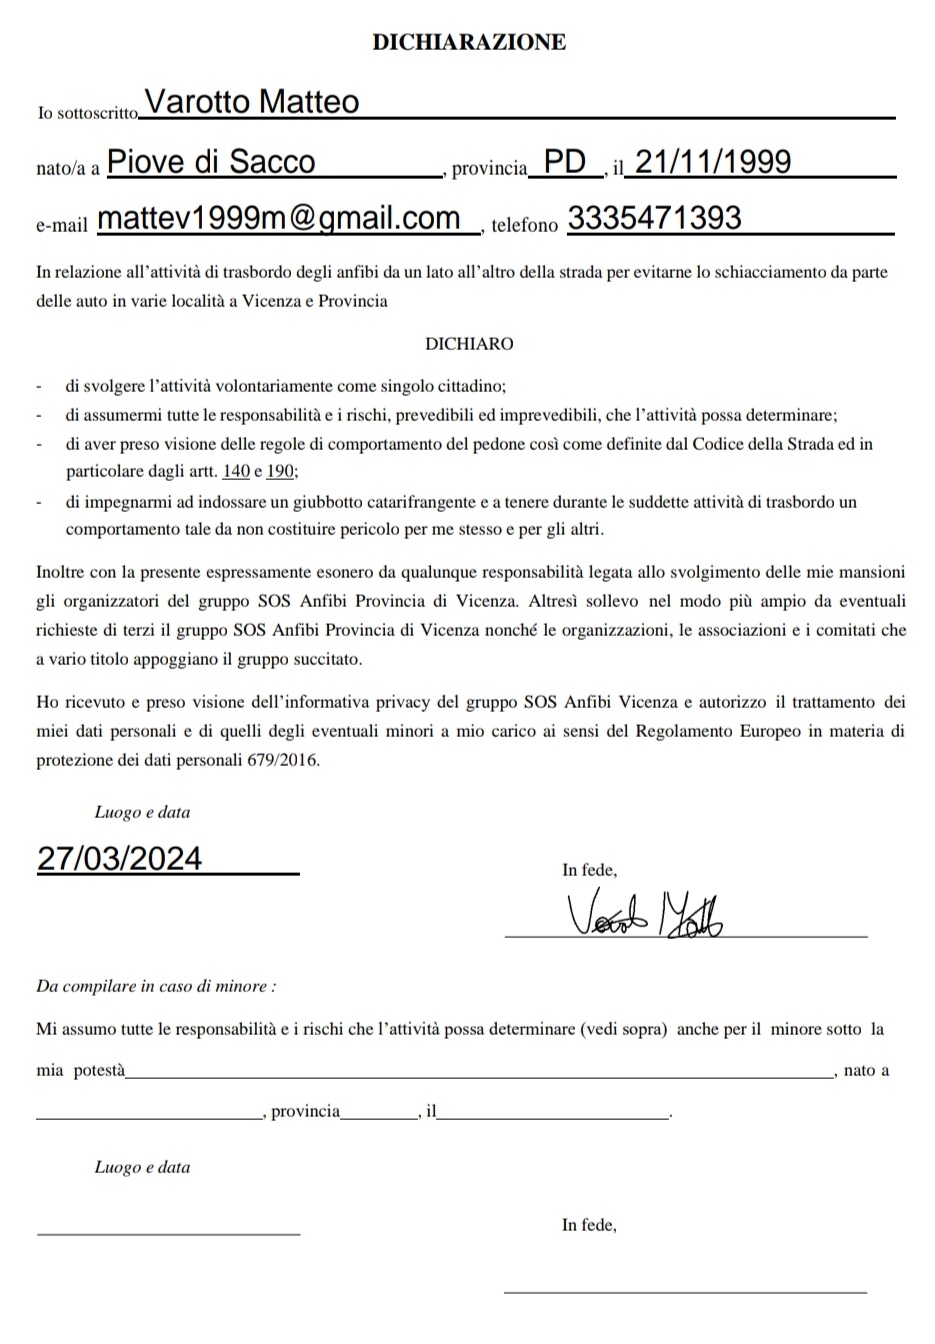 DICHIARAZIONE
Io sottoscritto Varotto Matteo
nato/a a Piove di Sacco, provincia PD, il 21/11/1999
e-mail mattev1999m@gmail.com, telefono 3335471393
In relazione all'attività di trasbordo degli anfibi da un lato all'altro della strada per evitarne lo schiacciamento da parte
delle auto in varie località a Vicenza e Provincia
DICHIARO
- di svolgere l'attività volontariamente come singolo cittadino;
- di assumermi tutte le responsabilità e i rischi, prevedibili ed imprevedibili, che l'attività possa determinare;
- di aver preso visione delle regole di comportamento del pedone così come definite dal Codice della Strada ed in
particolare dagli artt. 140 e 190;
- di impegnarmi ad indossare un giubbotto catarifrangente e a tenere durante le suddette attività di trasbordo un
comportamento tale da non costituire pericolo per me stesso e per gli altri.
Inoltre con la presente espressamente esonero da qualunque responsabilità legata allo svolgimento delle mie mansioni
gli organizzatori del gruppo SOS Anfibi Provincia di Vicenza. Altresì sollevo nel modo più ampio da eventuali
richieste di terzi il gruppo SOS Anfibi Provincia di Vicenza nonché le organizzazioni, le associazioni e i comitati che
a vario titolo appoggiano il gruppo succitato.
Ho ricevuto e preso visione dell'informativa privacy del gruppo SOS Anfibi Vicenza e autorizzo il trattamento dei
miei dati personali e di quelli degli eventuali minori a mio carico ai sensi del Regolamento Europeo in materia di
protezione dei dati personali 679/2016.
Luogo e data
27/03/2024
In fede,
Da compilare in caso di minore :
Mi assumo tutte le responsabilità e i rischi che l'attività possa determinare (vedi sopra) anche per il minore sotto la
mia potestà, nato a
, provincia, il.
Luogo e data
In fede,